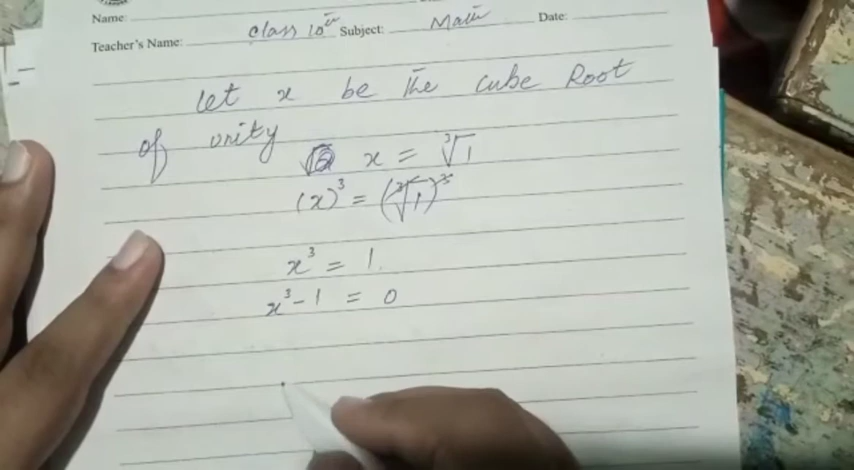 Name:
Date:
Teacher's Name: class 10th Subject: Math
let x be the cube Root
of unity x = ∛1
(x)³ = (∛1)³
x³ = 1.
x³ - 1 = 0